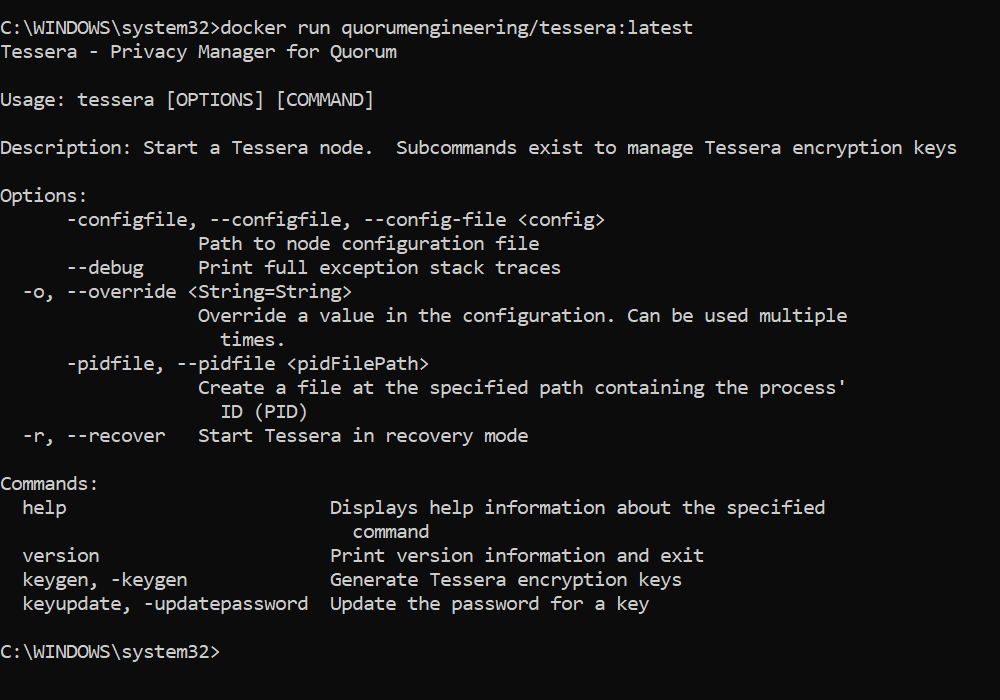 C:\WINDOWS\system32>docker run quorumengineering/tessera:latest
Tessera - Privacy Manager for Quorum
Usage: tessera [OPTIONS] [COMMAND]
Description: Start a Tessera node.  Subcommands exist to manage Tessera encryption keys
Options:
      -configfile, --configfile, --config-file <config>
                  Path to node configuration file
      --debug     Print full exception stack traces
  -o, --override <String=String>
                  Override a value in the configuration. Can be used multiple
                    times.
      -pidfile, --pidfile <pidFilePath>
                  Create a file at the specified path containing the process'
                    ID (PID)
  -r, --recover   Start Tessera in recovery mode
Commands:
  help                        Displays help information about the specified
                                command
  version                     Print version information and exit
  keygen, -keygen             Generate Tessera encryption keys
  keyupdate, -updatepassword  Update the password for a key
C:\WINDOWS\system32>